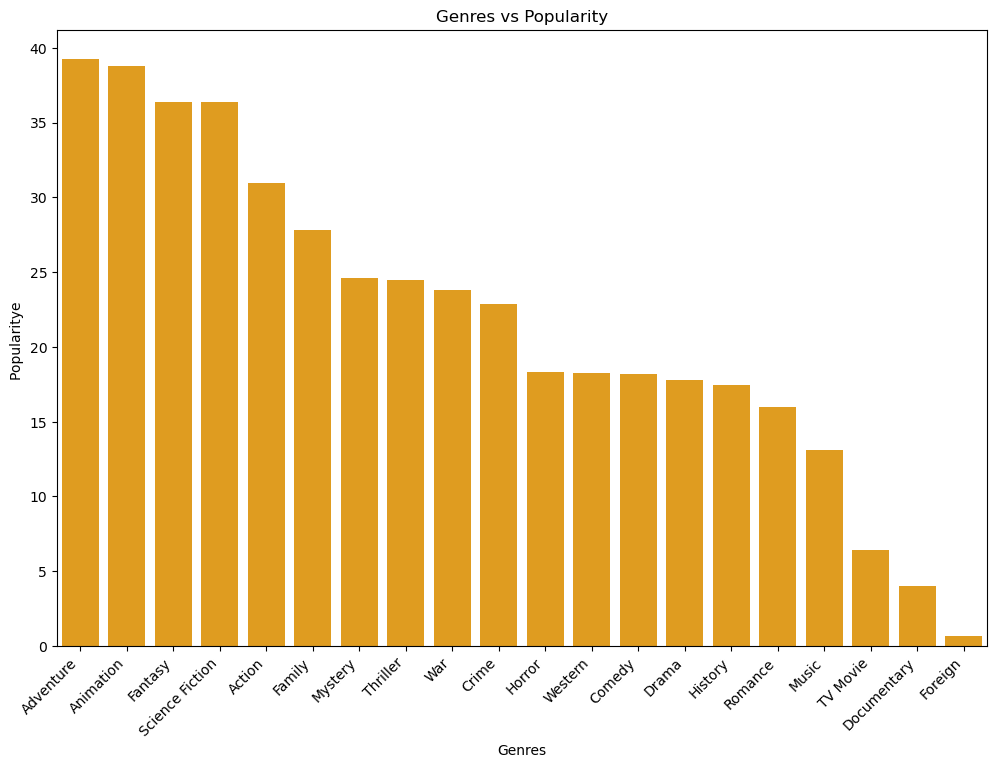 Genres vs Popularity
Popularitye
40
35
30
25
20
15
10
5
0
Adventure
Animation
Fantasy
Science Fiction
Action
Family
Mystery
Thriller
War
Crime
Horror
Western
Comedy
Drama
History
Romance
Music
TV Movie
Documentary
Foreign
Genres